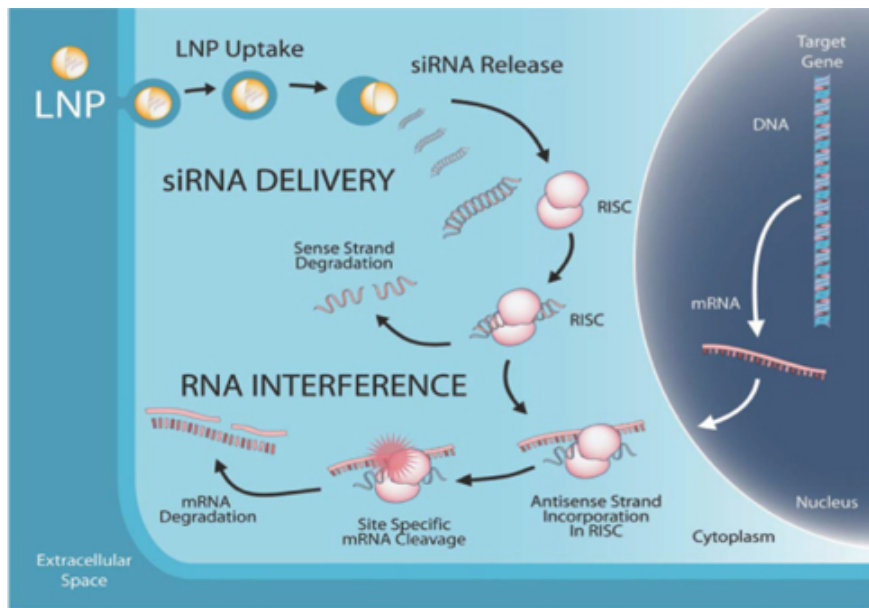 LNP
LNP Uptake
siRNA Release
Target
Gene
DNA
siRNA DELIVERY
RISC
Sense Strand
Degradation
RISC
mRNA
RNA INTERFERENCE
mRNA
Degradation
Site Specific
mRNA Cleavage
Antisense Strand
Incorporation
In RISC
Nucleus
Cytoplasm
Extracellular
Space